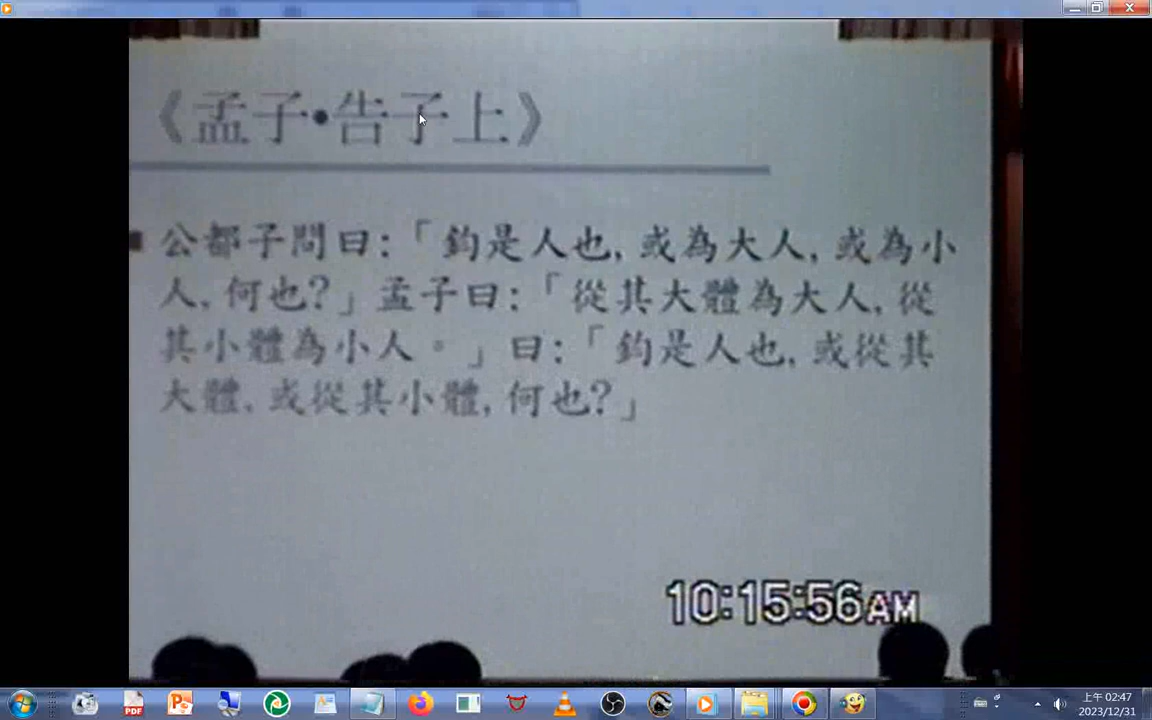 《孟子•告子上》
公都子問曰:「鈞是人也,或為大人,或為小
人,何也?」孟子曰:「從其大體為大人,從
其小體為小人。」曰:「鈞是人也,或從其
大體,或從其小體,何也?」
10:15:56AM
PDF
上午 02:47
2023/12/31